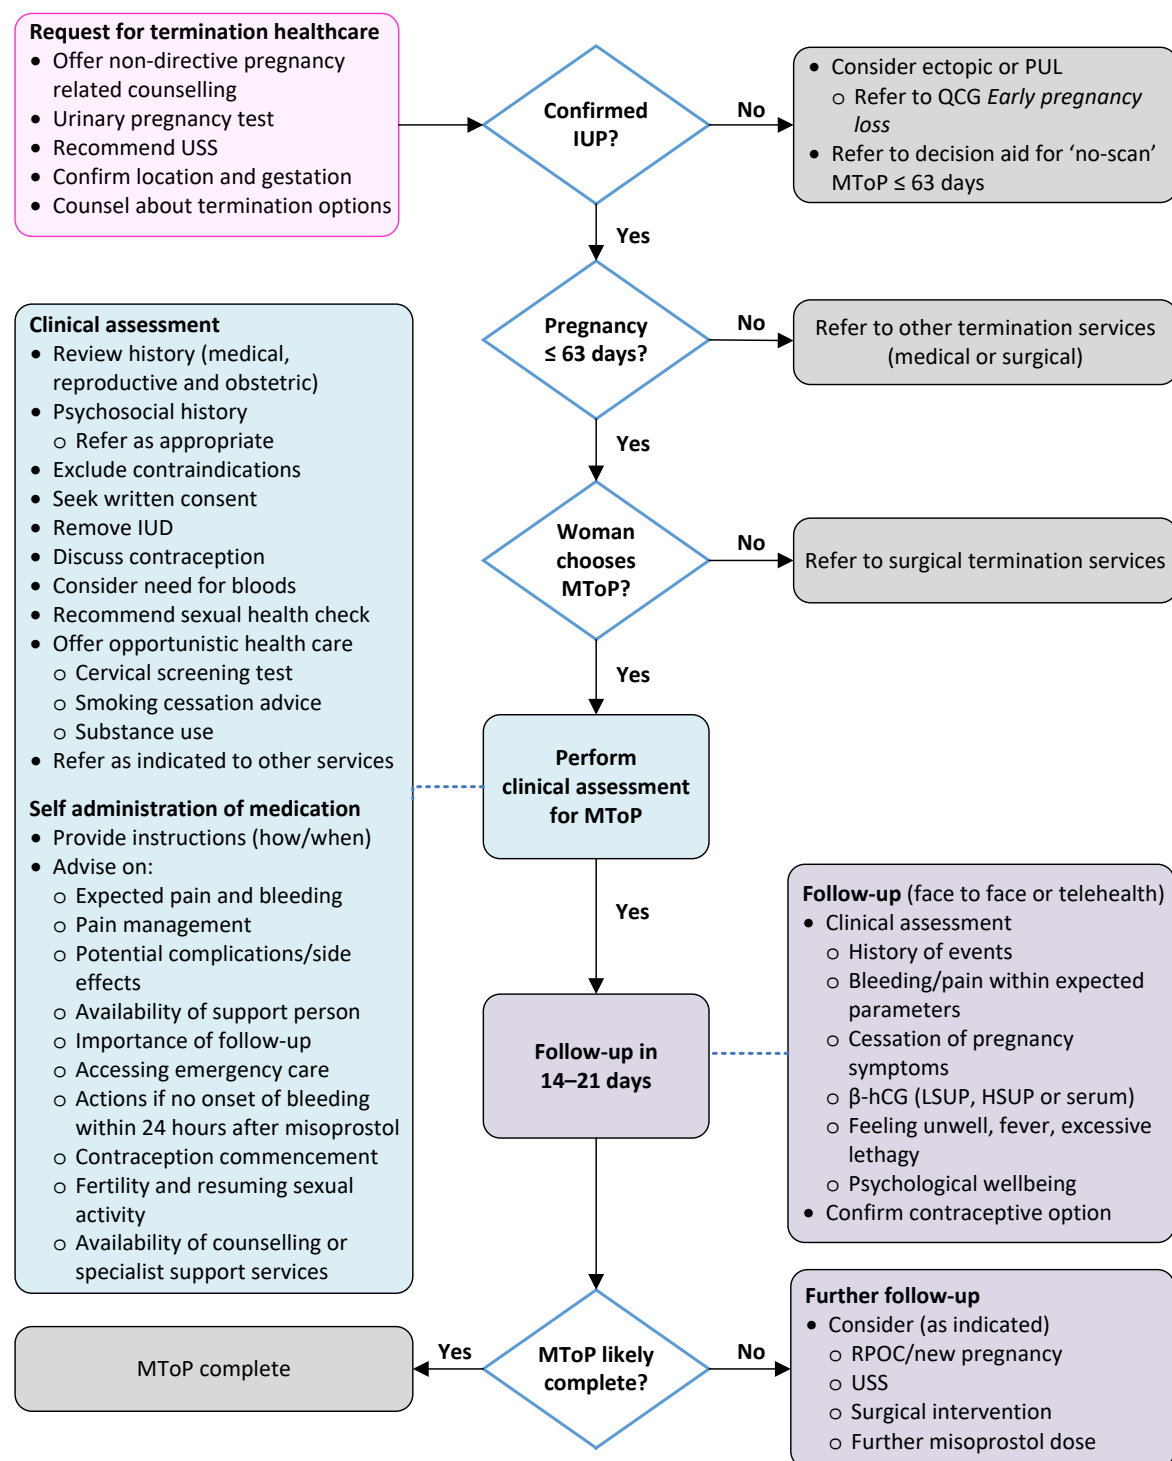 Request for termination healthcare
• Offer non-directive pregnancy
related counselling
• Urinary pregnancy test
• Recommend USS
• Confirm location and gestation
• Counsel about termination options
Confirmed
IUP?
No
• Consider ectopic or PUL
o Refer to QCG Early pregnancy
loss
• Refer to decision aid for ‘no-scan’
MToP ≤ 63 days
Yes
Pregnancy
≤ 63 days?
No
Refer to other termination services
(medical or surgical)
Yes
Woman
chooses
MToP?
No
Refer to surgical termination services
Yes
Clinical assessment
• Review history (medical,
reproductive and obstetric)
• Psychosocial history
o Refer as appropriate
• Exclude contraindications
• Seek written consent
• Remove IUD
• Discuss contraception
• Consider need for bloods
• Recommend sexual health check
• Offer opportunistic health care
o Cervical screening test
o Smoking cessation advice
o Substance use
• Refer as indicated to other services
Self administration of medication
• Provide instructions (how/when)
• Advise on:
o Expected pain and bleeding
o Pain management
o Potential complications/side
effects
o Availability of support person
o Importance of follow-up
o Accessing emergency care
o Actions if no onset of bleeding
within 24 hours after misoprostol
o Contraception commencement
o Fertility and resuming sexual
activity
o Availability of counselling or
specialist support services
Perform
clinical assessment
for MToP
Yes
Follow-up in
14–21 days
Follow-up (face to face or telehealth)
• Clinical assessment
o History of events
o Bleeding/pain within expected
parameters
o Cessation of pregnancy
symptoms
o β-hCG (LSUP, HSUP or serum)
o Feeling unwell, fever, excessive
lethagy
o Psychological wellbeing
• Confirm contraceptive option
MToP likely
complete?
Yes
MToP complete
No
Further follow-up
• Consider (as indicated)
o RPOC/new pregnancy
o USS
o Surgical intervention
o Further misoprostol dose